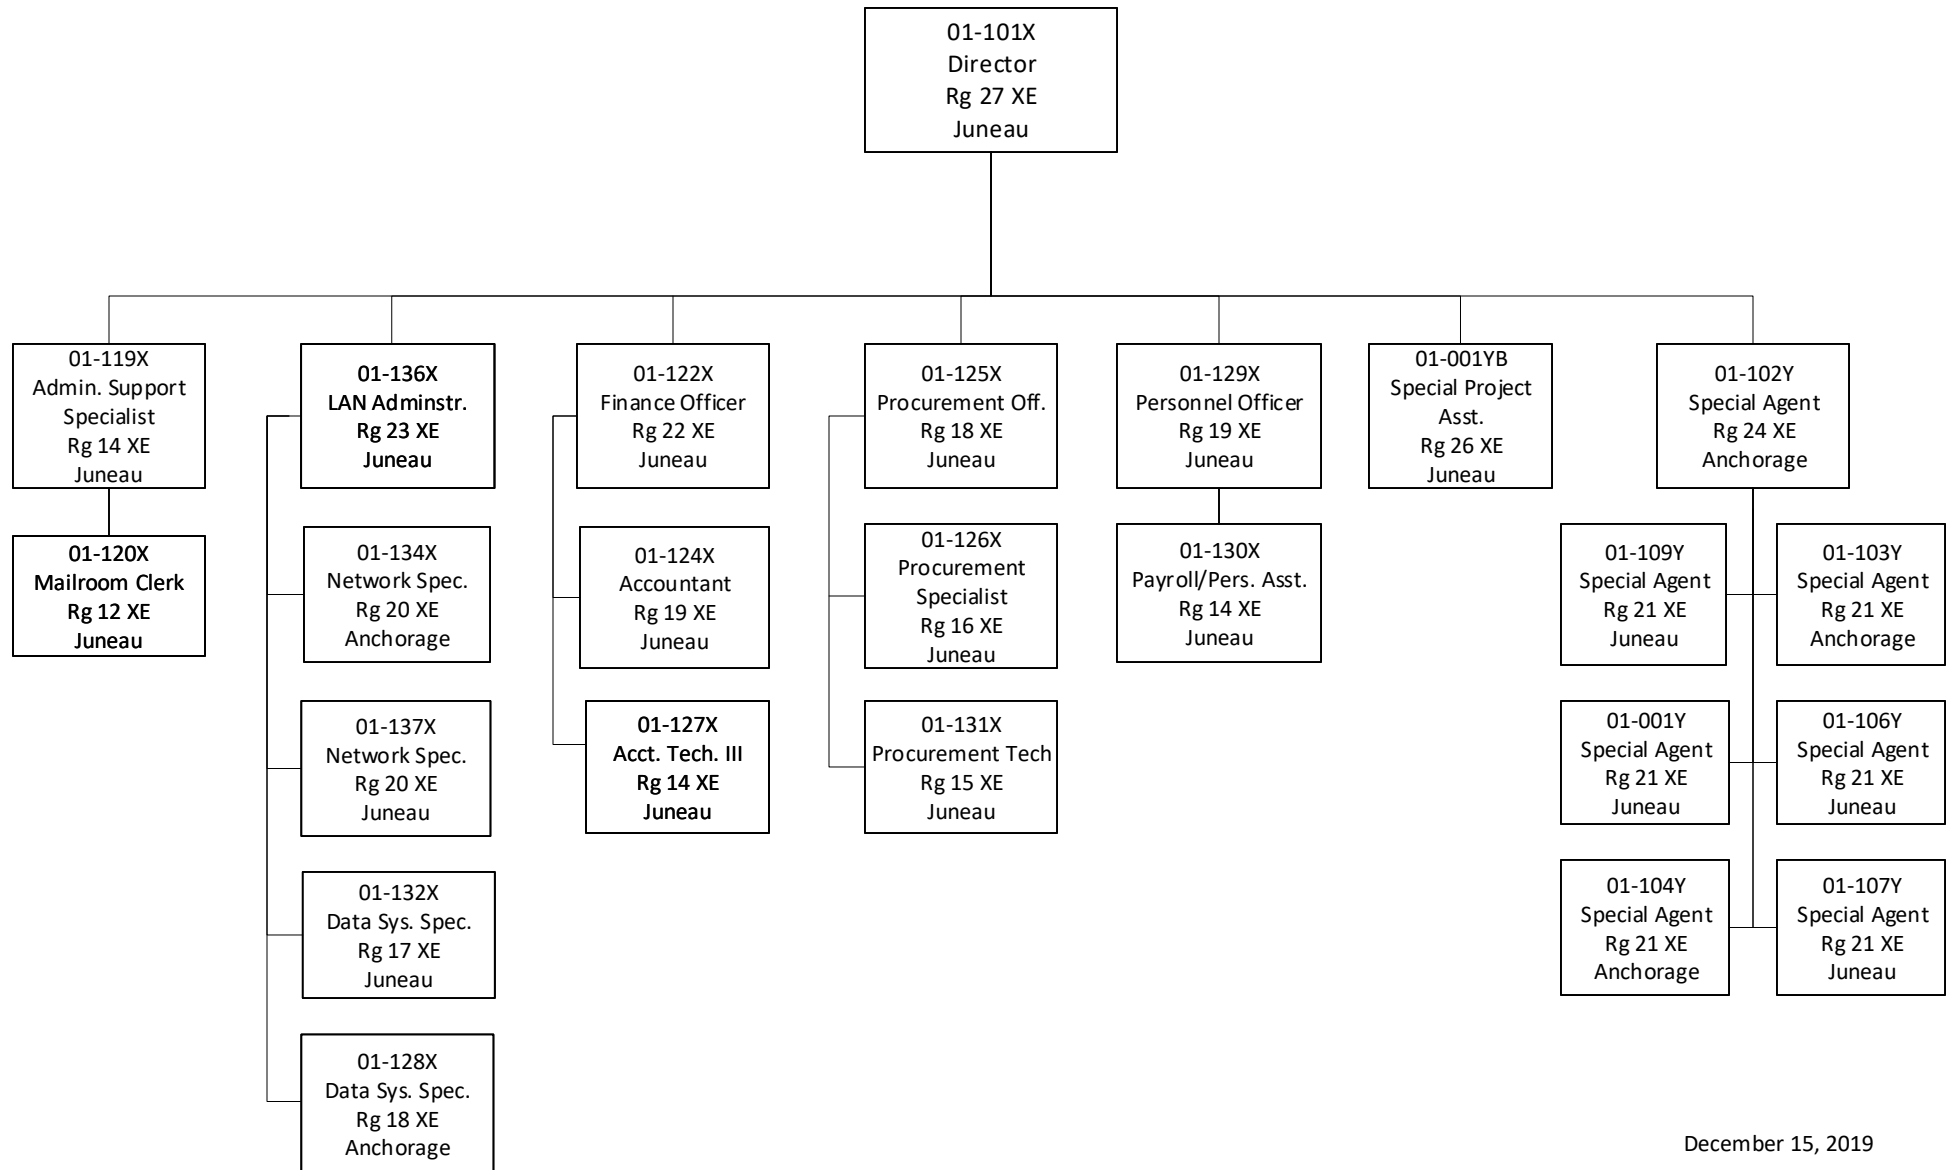 01-101X
Director
Rg 27 XE
Juneau
01-119X
Admin. Support
Specialist
Rg 14 XE
Juneau
01-136X
LAN Adminstr.
Rg 23 XE
Juneau
01-122X
Finance Officer
Rg 22 XE
Juneau
01-125X
Procurement Off.
Rg 18 XE
Juneau
01-129X
Personnel Officer
Rg 19 XE
Juneau
01-001YB
Special Project
Asst.
Rg 26 XE
Juneau
01-102Y
Special Agent
Rg 24 XE
Anchorage
01-120X
Mailroom Clerk
Rg 12 XE
Juneau
01-134X
Network Spec.
Rg 20 XE
Anchorage
01-124X
Accountant
Rg 19 XE
Juneau
01-126X
Procurement
Specialist
Rg 16 XE
Juneau
01-130X
Payroll/Pers. Asst.
Rg 14 XE
Juneau
01-109Y
Special Agent
Rg 21 XE
Juneau
01-103Y
Special Agent
Rg 21 XE
Anchorage
01-137X
Network Spec.
Rg 20 XE
Juneau
01-127X
Acct. Tech. III
Rg 14 XE
Juneau
01-131X
Procurement Tech
Rg 15 XE
Juneau
01-001Y
Special Agent
Rg 21 XE
Juneau
01-106Y
Special Agent
Rg 21 XE
Juneau
01-132X
Data Sys. Spec.
Rg 17 XE
Juneau
01-104Y
Special Agent
Rg 21 XE
Anchorage
01-107Y
Special Agent
Rg 21 XE
Juneau
01-128X
Data Sys. Spec.
Rg 18 XE
Anchorage
December 15, 2019